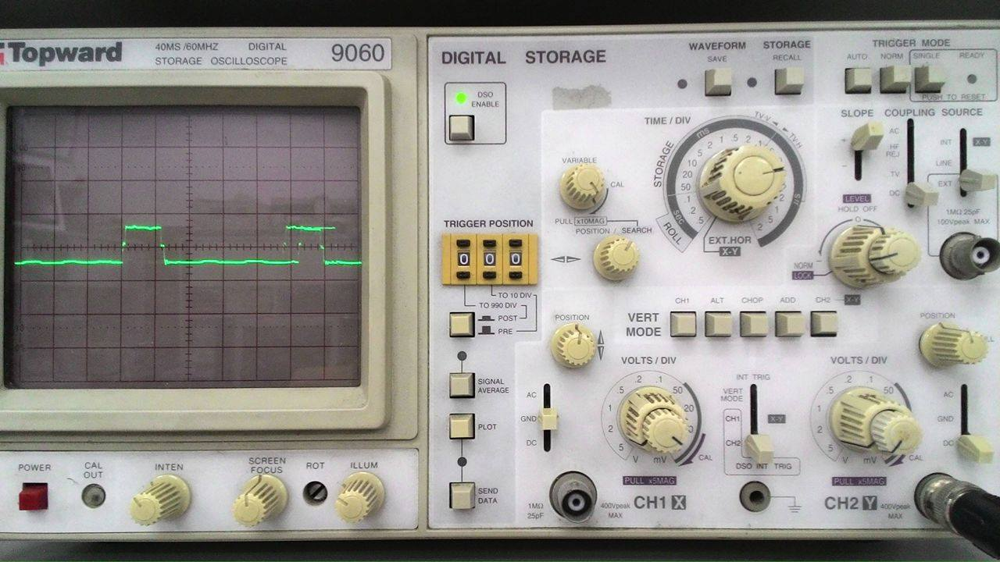 Topward
40MS /60MHZ DIGITAL
STORAGE OSCILLOSCOPE
9060
DIGITAL STORAGE
WAVEFORM
SAVE
STORAGE
RECALL
TRIGGER MODE
AUTO NORM SINGLE READY
PUSH TO RESET
DSO
ENABLE
TIME / DIV
TV-V
TV-H
STORAGE
ms
.5 .2 .1
1 2 5 10 20 50
SEC
ROLL
EXT.HOR
X-Y
VARIABLE
CAL
PULL x10MAG
POSITION / SEARCH
SLOPE COUPLING SOURCE
+
-
AC
HF
REJ
TV
DC
INT
LINE
EXT
X-Y
1MΩ 25pF
100Vpeak MAX
LEVEL
HOLD OFF
NORM
LOCK
TRIGGER POSITION
0 0 0
TO 10 DIV
TO 990 DIV
POST
PRE
SIGNAL
AVERAGE
PLOT
SEND
DATA
VERT
MODE
CH1 ALT CHOP ADD CH2
X-Y
POSITION
VOLTS / DIV
.5 .2 .1 50
1 20
2 10
5 V mV
CAL
PULL x5MAG
AC
GND
DC
1MΩ
25pF
400Vpeak
MAX
CH1 X
INT TRIG
VERT
MODE
CH1
CH2
X-Y
DSO INT TRIG
POSITION
VOLTS / DIV
.5 .2 .1 50
1
2
5 V mV
CAL
PULL x5MAG
AC
GND
DC
CH2 Y
400Vpeak
MAX
POWER
CAL
OUT
INTEN
SCREEN
FOCUS
ROT
ILLUM